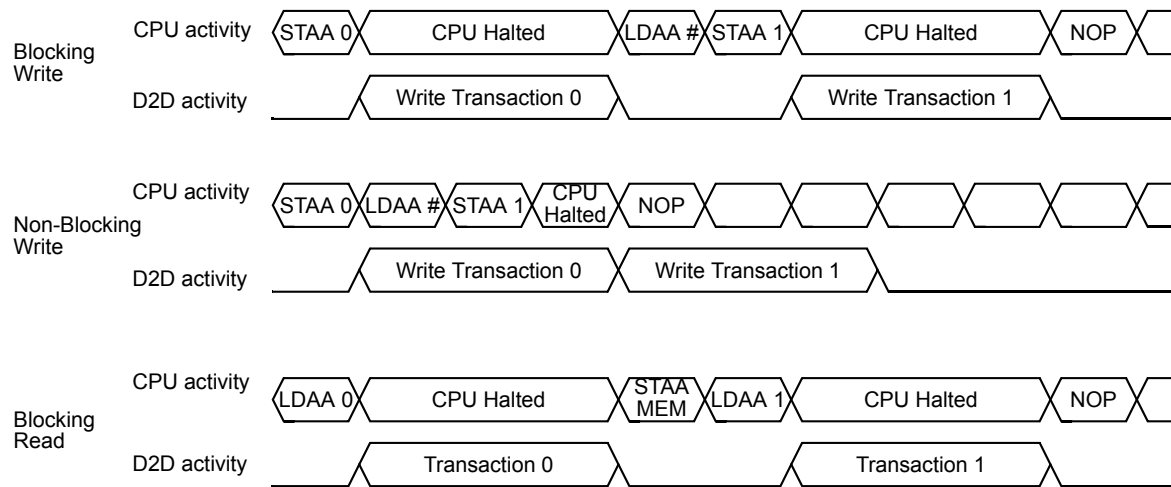 CPU activity STAA 0 CPU Halted LDAA # STAA 1 CPU Halted NOP
Blocking
Write
D2D activity Write Transaction 0 Write Transaction 1
CPU activity STAA 0 LDAA # STAA 1 CPU
Halted NOP
Non-Blocking
Write
D2D activity Write Transaction 0 Write Transaction 1
CPU activity LDAA 0 CPU Halted STAA
MEM LDAA 1 CPU Halted NOP
Blocking
Read
D2D activity Transaction 0 Transaction 1